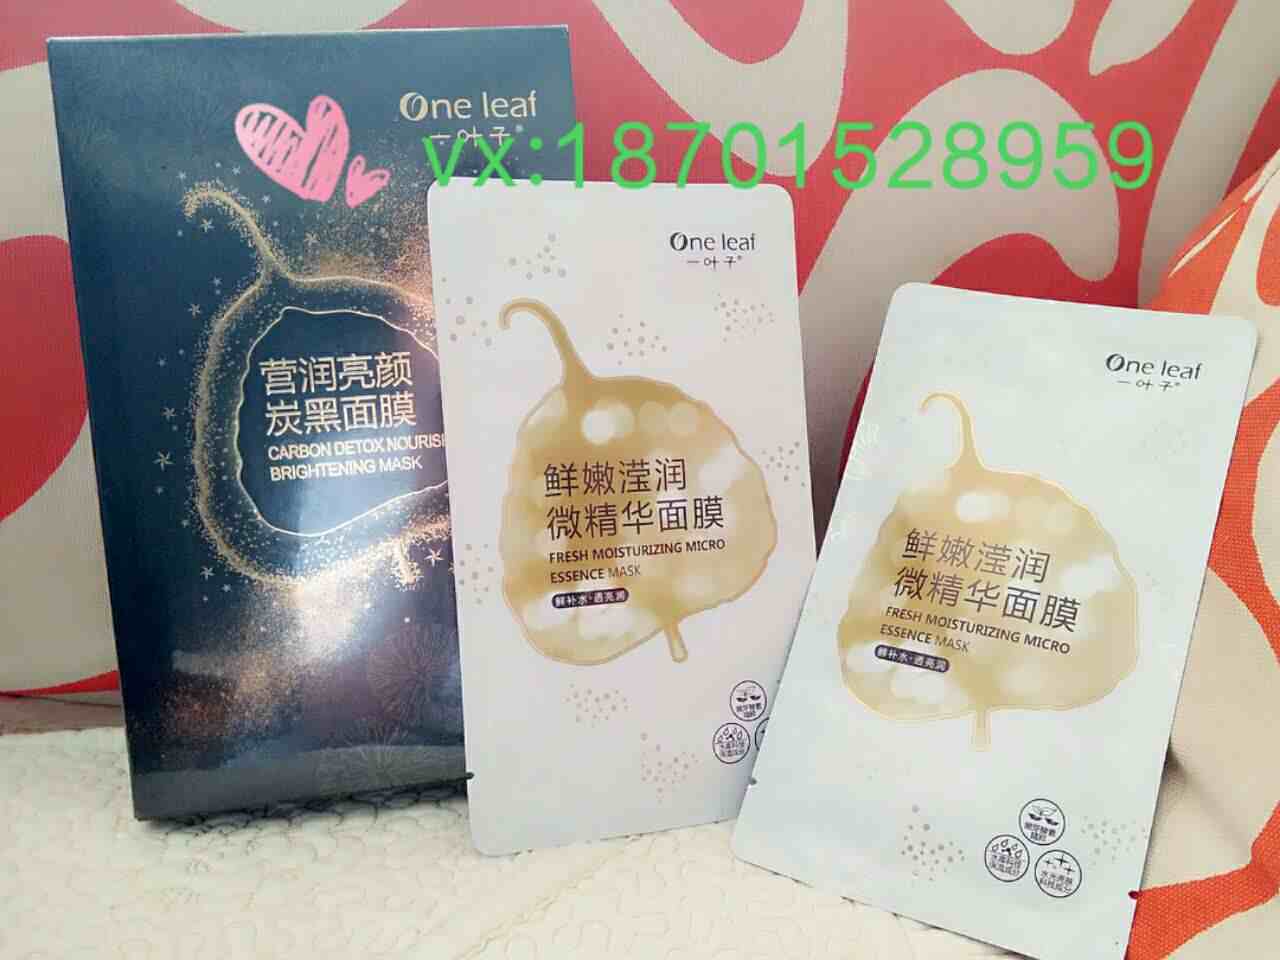 One leaf
一叶子®
vx:18701528959
营润亮颜
炭黑面膜
CARBON DETOX NOURISH
BRIGHTENING MASK
One leaf
一叶子®
鲜嫩滢润
微精华面膜
FRESH MOISTURIZING MICRO
ESSENCE MASK
鲜补水·透亮润
One leaf
一叶子®
鲜嫩滢润
微精华面膜
FRESH MOISTURIZING MICRO
ESSENCE MASK
鲜补水·透亮润